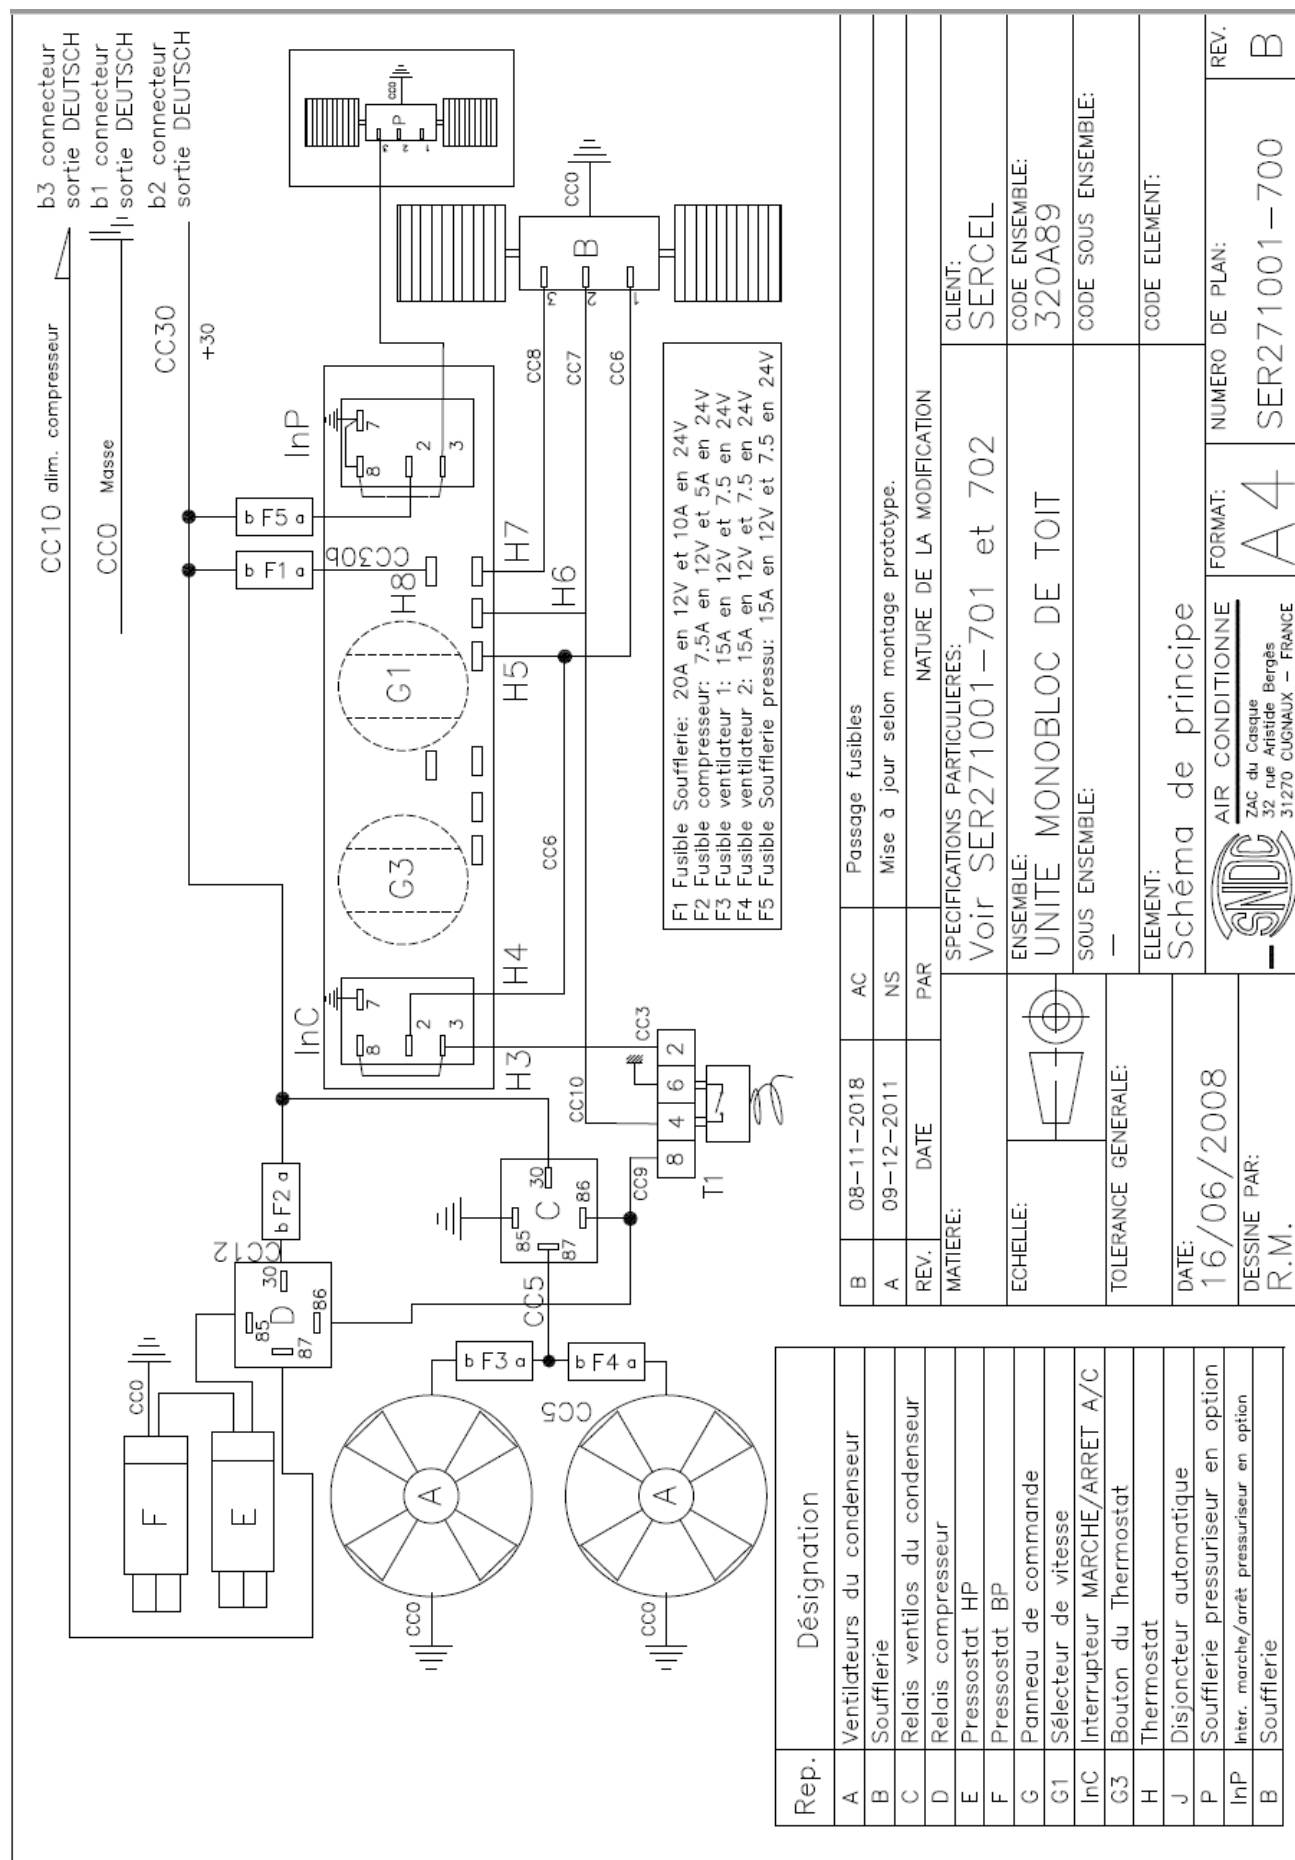 b3 connecteur
sortie DEUTSCH
b1 connecteur
sortie DEUTSCH
b2 connecteur
sortie DEUTSCH
CC10 alim. compresseur
CC0 Masse
CC30
+30
F
E
CC0
CC12
D
30
85
86
87
b F2 a
b F1 a
b F5 a
CC30b
InP
8
7
2
3
P
3
2
1
CC0
B
3
2
1
CC0
CC8
CC7
CC6
InC
8
7
2
3
H3
H4
G3
G1
H5
H8
H6
H7
CC6
CC10
CC3
CC9
8
4
6
2
T1
C
30
85
86
87
CC5
b F3 a
b F4 a
CC5
A
A
CC0
CC0
F1 Fusible Soufflerie: 20A en 12V et 10A en 24V
F2 Fusible compresseur: 7.5A en 12V et 5A en 24V
F3 Fusible ventilateur 1: 15A en 12V et 7.5 en 24V
F4 Fusible ventilateur 2: 15A en 12V et 7.5 en 24V
F5 Fusible Soufflerie pressu: 15A en 12V et 7.5 en 24V
Rep. Désignation
A Ventilateurs du condenseur
B Soufflerie
C Relais ventilos du condenseur
D Relais compresseur
E Pressostat HP
F Pressostat BP
G Panneau de commande
G1 Sélecteur de vitesse
InC Interrupteur MARCHE/ARRET A/C
G3 Bouton du Thermostat
H Thermostat
J Disjoncteur automatique
P Soufflerie pressuriseur en option
InP Inter. marche/arrêt pressuriseur en option
B Soufflerie
B 08-11-2018 AC Passage fusibles
A 09-12-2011 NS Mise à jour selon montage prototype.
REV. DATE PAR NATURE DE LA MODIFICATION
MATIERE:
SPECIFICATIONS PARTICULIERES:
Voir SER271001-701 et 702
CLIENT:
SERCEL
ECHELLE:
ENSEMBLE:
UNITE MONOBLOC DE TOIT
CODE ENSEMBLE:
320A89
SOUS ENSEMBLE:
—
CODE SOUS ENSEMBLE:
TOLERANCE GENERALE:
ELEMENT:
Schéma de principe
CODE ELEMENT:
DATE:
16/06/2008
DESSINE PAR:
R.M.
SNDC
AIR CONDITIONNE
ZAC du Casque
32 rue Aristide Bergès
31270 CUGNAUX - FRANCE
FORMAT:
A4
NUMERO DE PLAN:
SER271001-700
REV.
B